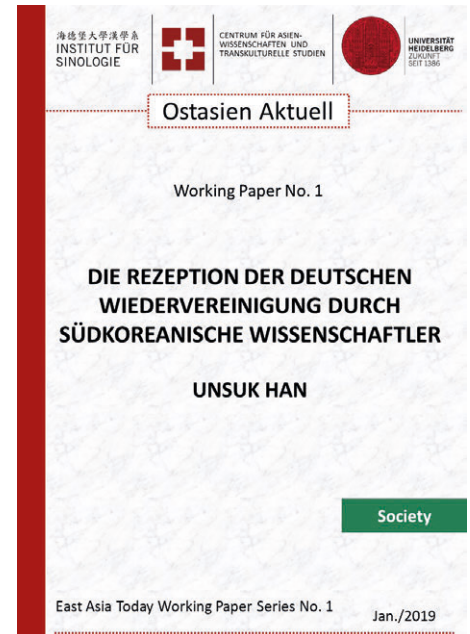 海德堡大學漢學系
INSTITUT FÜR
SINOLOGIE
CENTRUM FÜR ASIEN-
WISSENSCHAFTEN UND
TRANSKULTURELLE STUDIEN
UNIVERSITÄT
HEIDELBERG
ZUKUNFT
SEIT 1386
Ostasien Aktuell
Working Paper No. 1
DIE REZEPTION DER DEUTSCHEN
WIEDERVEREINIGUNG DURCH
SÜDKOREANISCHE WISSENSCHAFTLER
UNSUK HAN
Society
East Asia Today Working Paper Series No. 1
Jan./2019